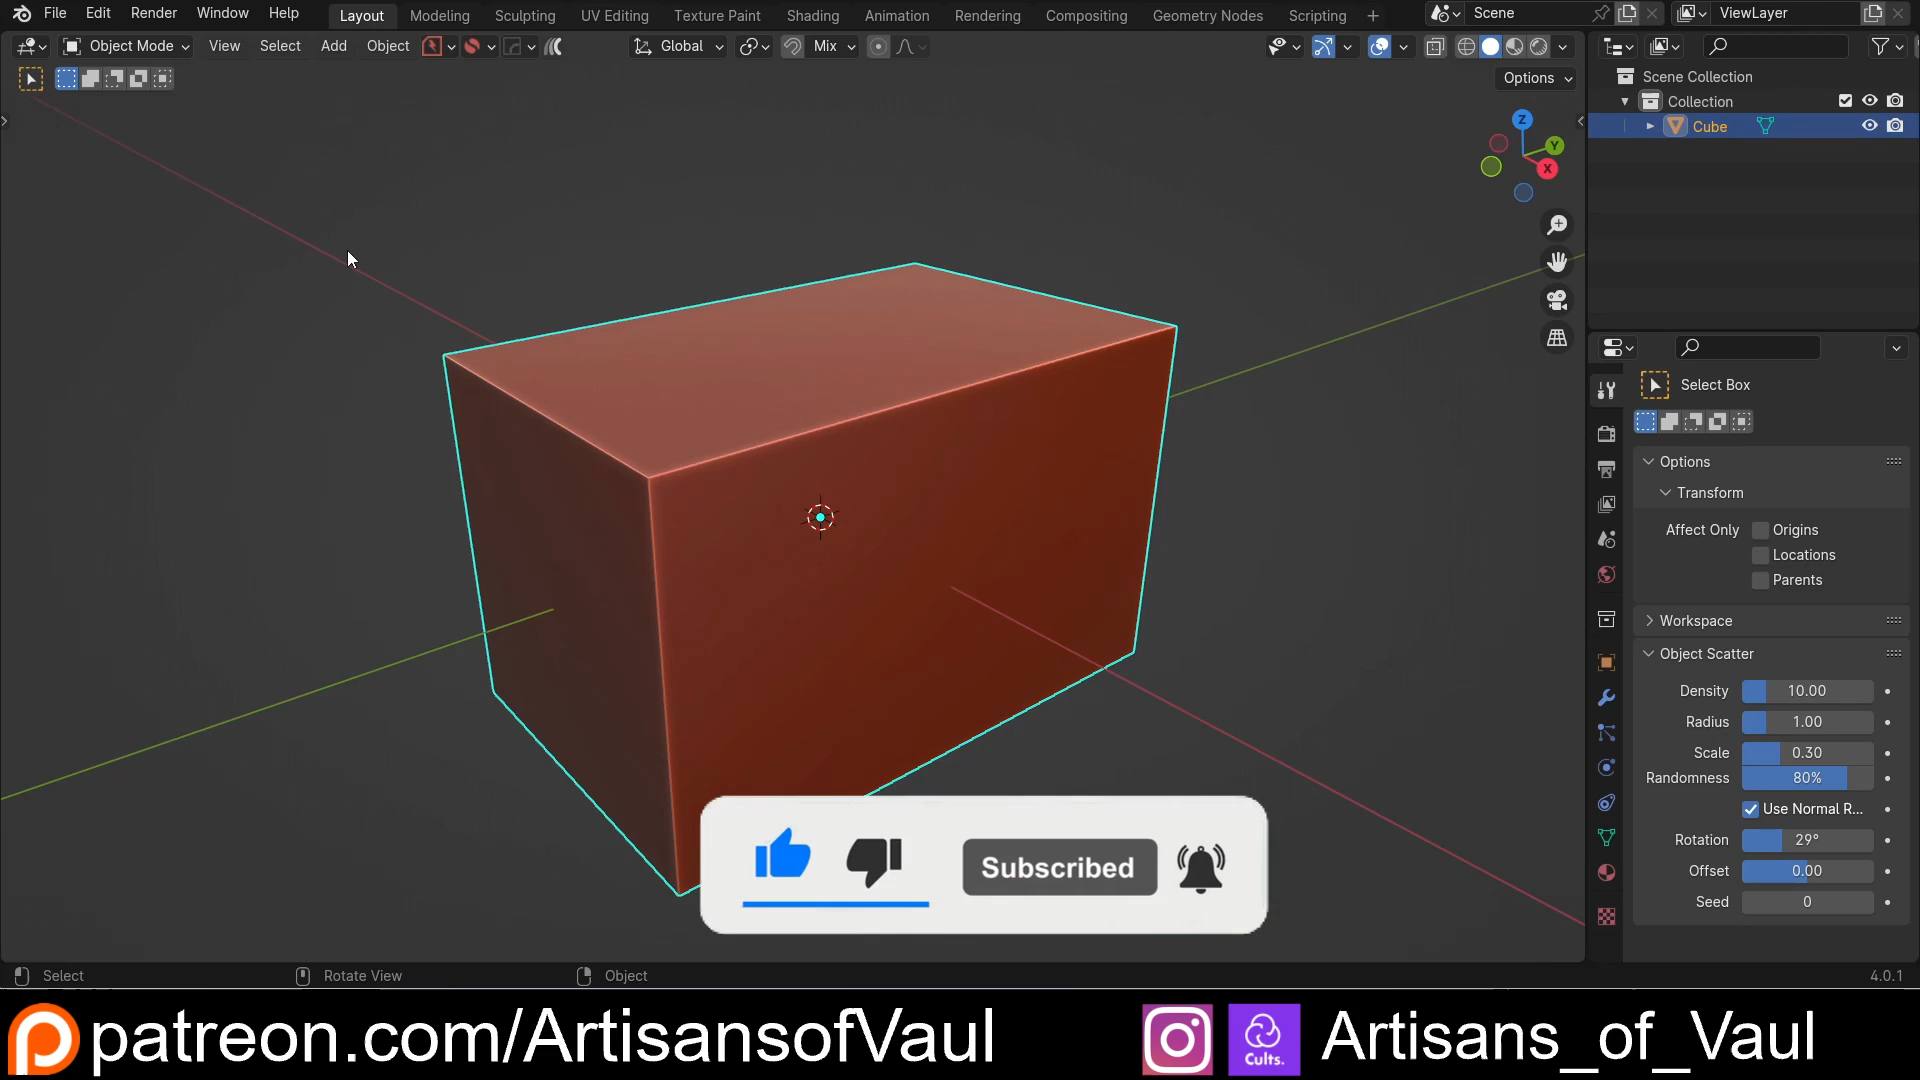 File Edit Render Window Help Layout Modeling Sculpting UV Editing Texture Paint Shading Animation Rendering Compositing Geometry Nodes Scripting + Scene ViewLayer
Object Mode View Select Add Object Global Mix
Options
Z
Y
X
Scene Collection
Collection
Cube
Select Box
Options
Transform
Affect Only Origins
Locations
Parents
Workspace
Object Scatter
Density 10.00
Radius 1.00
Scale 0.30
Randomness 80%
Use Normal R...
Rotation 29°
Offset 0.00
Seed 0
Subscribed
Select Rotate View Object 4.0.1
patreon.com/ArtisansofVaul
Cults.
Artisans_of_Vaul